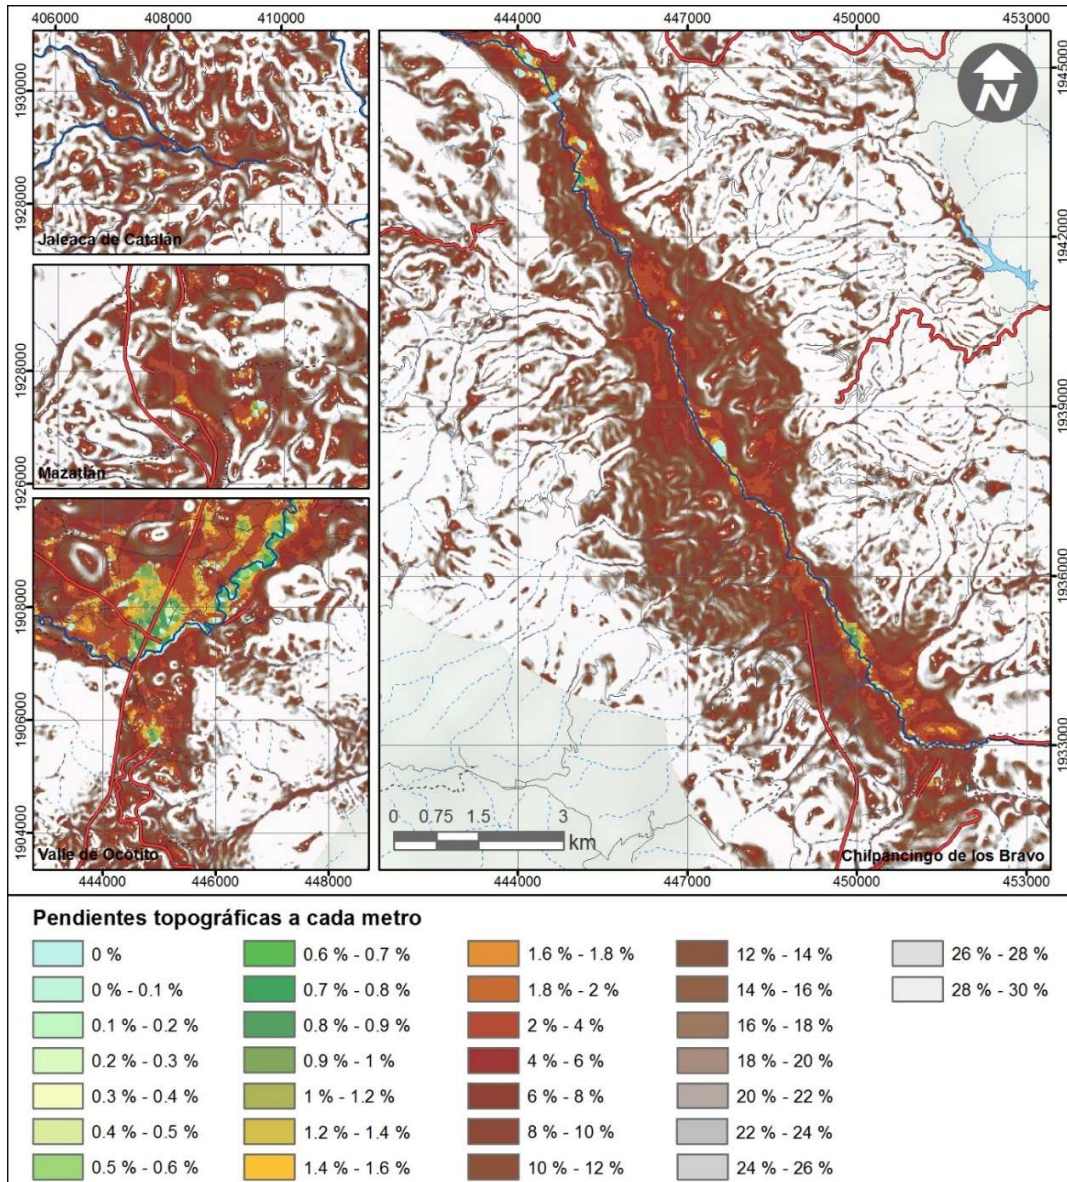 406000 408000 410000
444000 447000 450000 453000
1930000
1928000
Jaleaca de Catalán
1928000
1926000
Mazatlán
1908000
1906000
1904000
Valle de Ocotito
444000 446000 448000
N
1945000
1942000
1939000
1936000
1933000
0 0.75 1.5 3
km
Chilpancingo de los Bravo
444000 447000 450000 453000
Pendientes topográficas a cada metro
0 %
0 % - 0.1 %
0.1 % - 0.2 %
0.2 % - 0.3 %
0.3 % - 0.4 %
0.4 % - 0.5 %
0.5 % - 0.6 %
0.6 % - 0.7 %
0.7 % - 0.8 %
0.8 % - 0.9 %
0.9 % - 1 %
1 % - 1.2 %
1.2 % - 1.4 %
1.4 % - 1.6 %
1.6 % - 1.8 %
1.8 % - 2 %
2 % - 4 %
4 % - 6 %
6 % - 8 %
8 % - 10 %
10 % - 12 %
12 % - 14 %
14 % - 16 %
16 % - 18 %
18 % - 20 %
20 % - 22 %
22 % - 24 %
24 % - 26 %
26 % - 28 %
28 % - 30 %